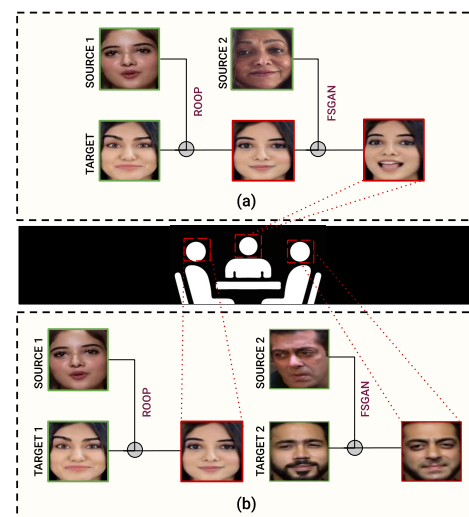 SOURCE 1
SOURCE 2
ROOP
FSGAN
TARGET
(a)
SOURCE 1
SOURCE 2
ROOP
FSGAN
TARGET 1
TARGET 2
(b)